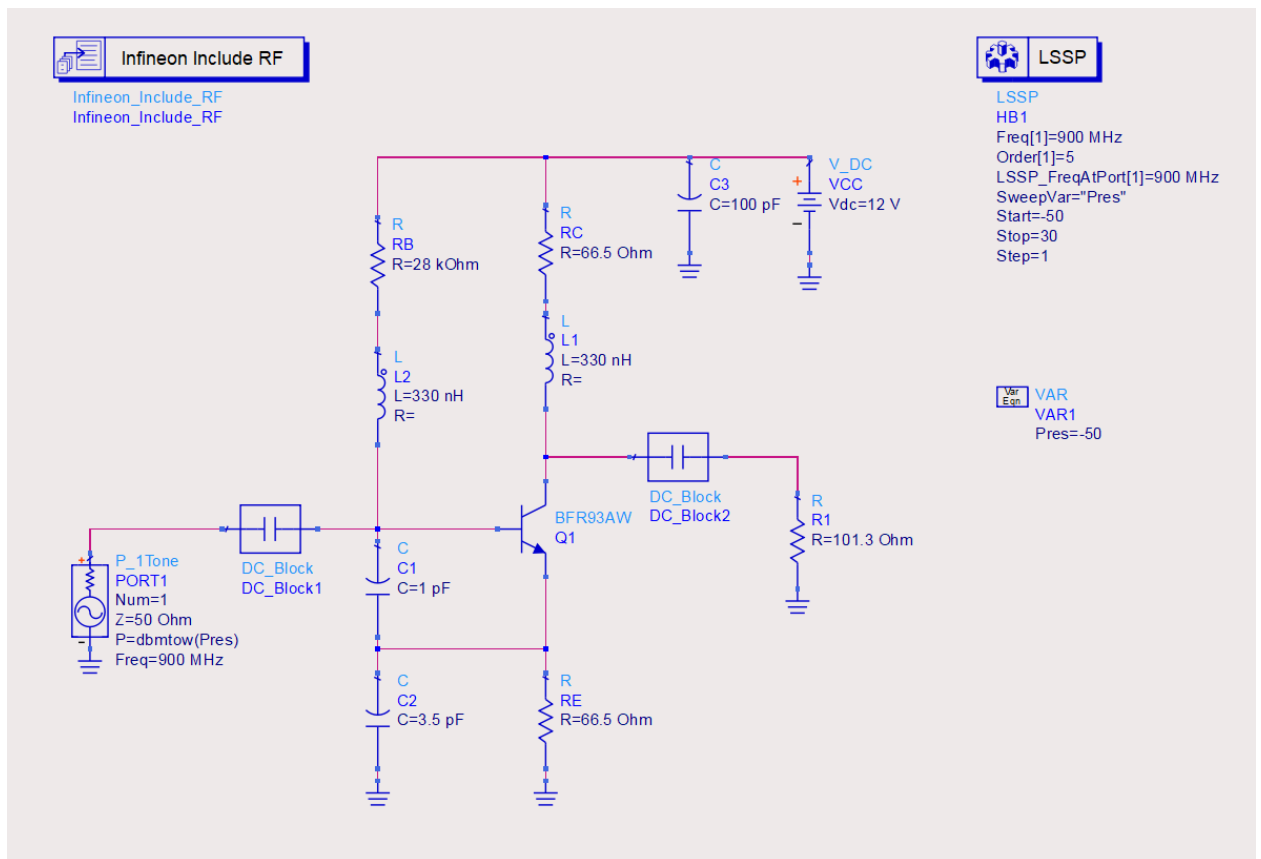 Infineon Include RF
Infineon_Include_RF
Infineon_Include_RF
LSSP
LSSP
HB1
Freq[1]=900 MHz
Order[1]=5
LSSP_FreqAtPort[1]=900 MHz
SweepVar="Pres"
Start=-50
Stop=30
Step=1
C
C3
C=100 pF
+
V_DC
VCC
Vdc=12 V
−
R
RB
R=28 kOhm
R
RC
R=66.5 Ohm
L
L1
L=330 nH
R=
L
L2
L=330 nH
R=
Var
Eqn
VAR
VAR1
Pres=-50
DC_Block
DC_Block2
R
R1
R=101.3 Ohm
BFR93AW
Q1
DC_Block
DC_Block1
C
C1
C=1 pF
+
P_1Tone
PORT1
Num=1
Z=50 Ohm
P=dbmtow(Pres)
Freq=900 MHz
−
C
C2
C=3.5 pF
R
RE
R=66.5 Ohm